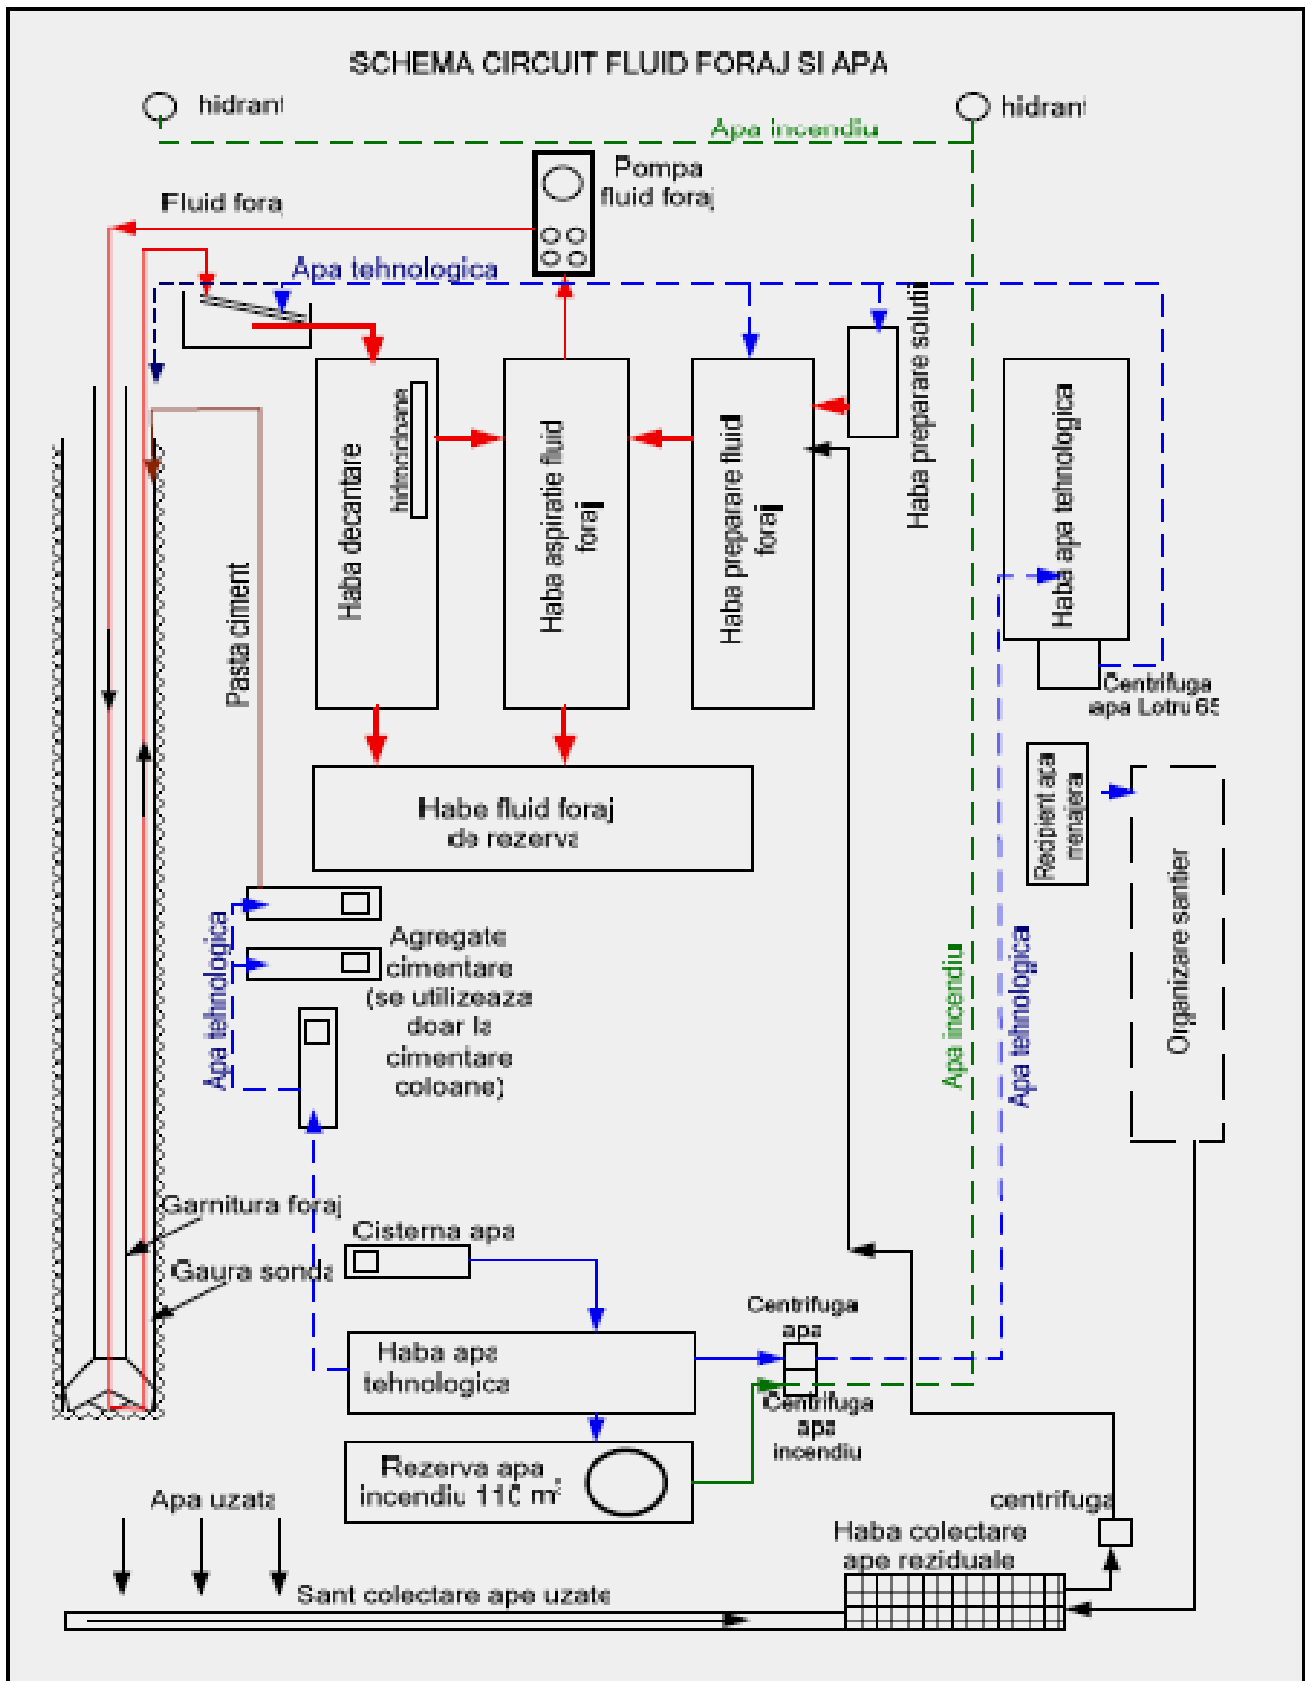 SCHEMA CIRCUIT FLUID FORAJ SI APA
hidrant
hidrant
Apa incendiu
Pompa
fluid foraj
Fluid fora
Apa tehnologica
Haba preparare solutii
hidrocicloane
Haba decantare
Haba aspiratie fluid
foraj
Haba preparare fluid
foraj
Haba apa tehnologica
Pasta ciment
Centrifuga
apa Lotru 65
Recipient apa
menajera
Habe fluid foraj
de rezerva
Organizare santier
Apa tehnologica
Agregate
cimentare
(se utilizeaza
doar la
cimentare
coloane)
Apa incendiu
Apa tehnologica
Garnitura foraj
Cisterna apa
Gaura sonda
Centrifuga
apa
Haba apa
tehnologica
Centrifuga
apa
incendiu
Rezerva apa
incendiu 110 m³
Apa uzata
centrifuga
Haba colectare
ape reziduale
Sant colectare ape uzate